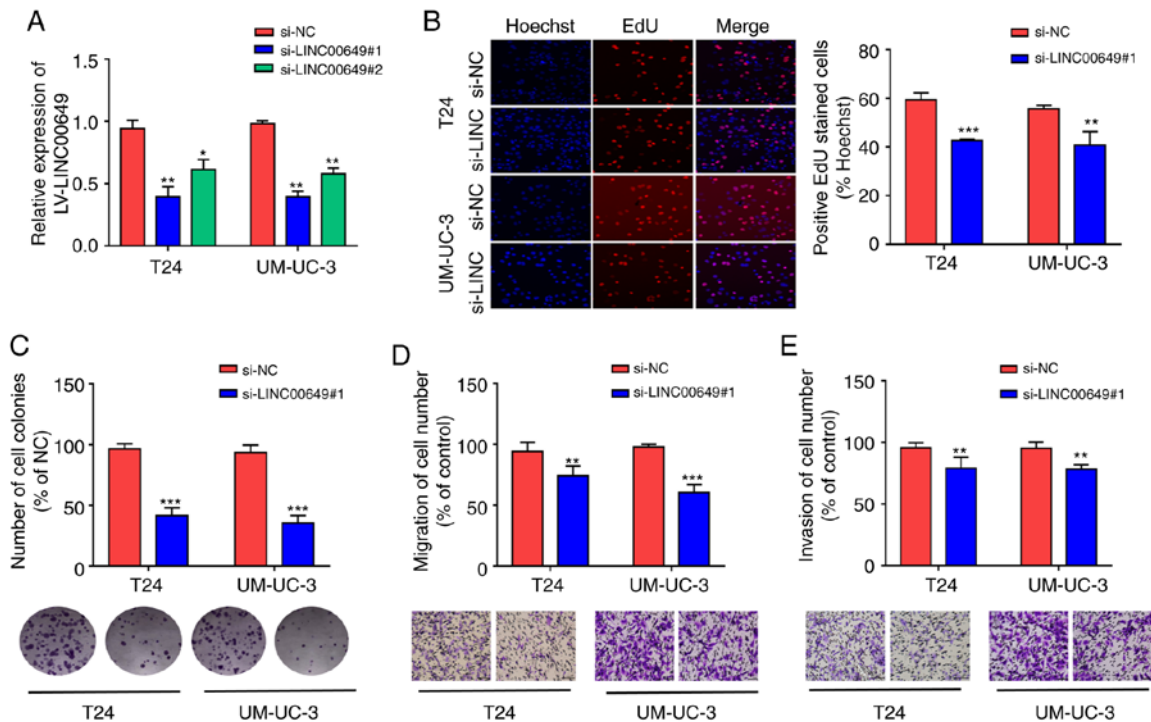 A
si-NC
si-LINC00649#1
si-LINC00649#2
Relative expression of
LV-LINC00649
1.5
1.0
0.5
0.0
** * ** **
T24 UM-UC-3
B
Hoechst EdU Merge
T24
UM-UC-3
si-NC
si-LINC
si-NC
si-LINC
si-NC
si-LINC00649#1
Positive EdU stained cells
(% Hoechst)
80
60
40
20
0
*** **
T24 UM-UC-3
C
si-NC
si-LINC00649#1
Number of cell colonies
(% of NC)
150
100
50
0
*** ***
T24 UM-UC-3
T24 UM-UC-3
D
si-NC
si-LINC00649#1
Migration of cell number
(% of control)
150
100
50
0
** ***
T24 UM-UC-3
T24 UM-UC-3
E
si-NC
si-LINC00649#1
Invasion of cell number
(% of control)
150
100
50
0
** **
T24 UM-UC-3
T24 UM-UC-3